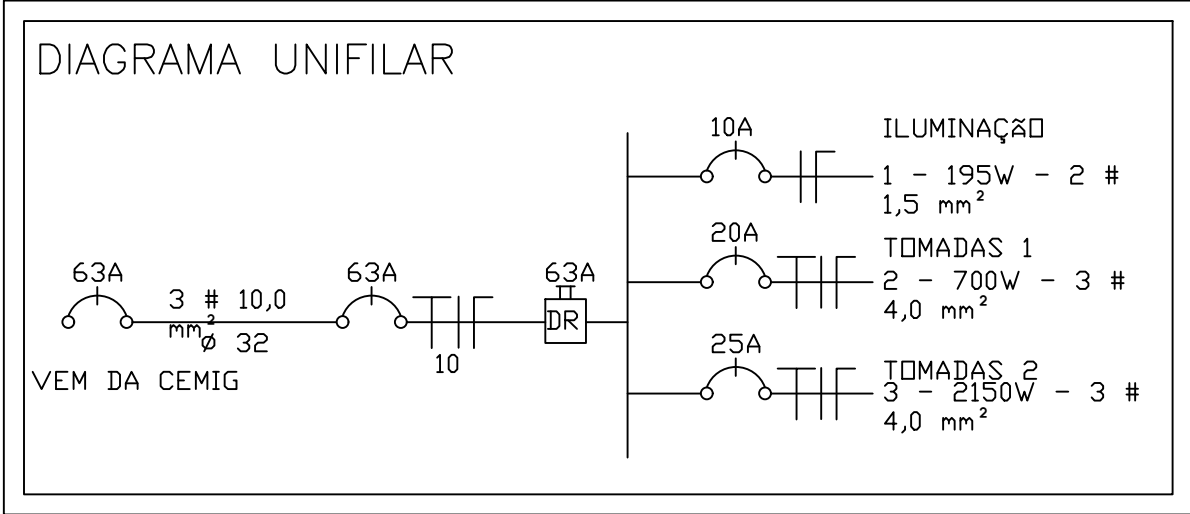 DIAGRAMA UNIFILAR
10A
ILUMINAÇÃO
1 - 195W - 2 #
1,5 mm²
20A
TOMADAS 1
2 - 700W - 3 #
4,0 mm²
63A
3 # 10,0
mm²
Ø 32
VEM DA CEMIG
63A
10
63A
DR
25A
TOMADAS 2
3 - 2150W - 3 #
4,0 mm²